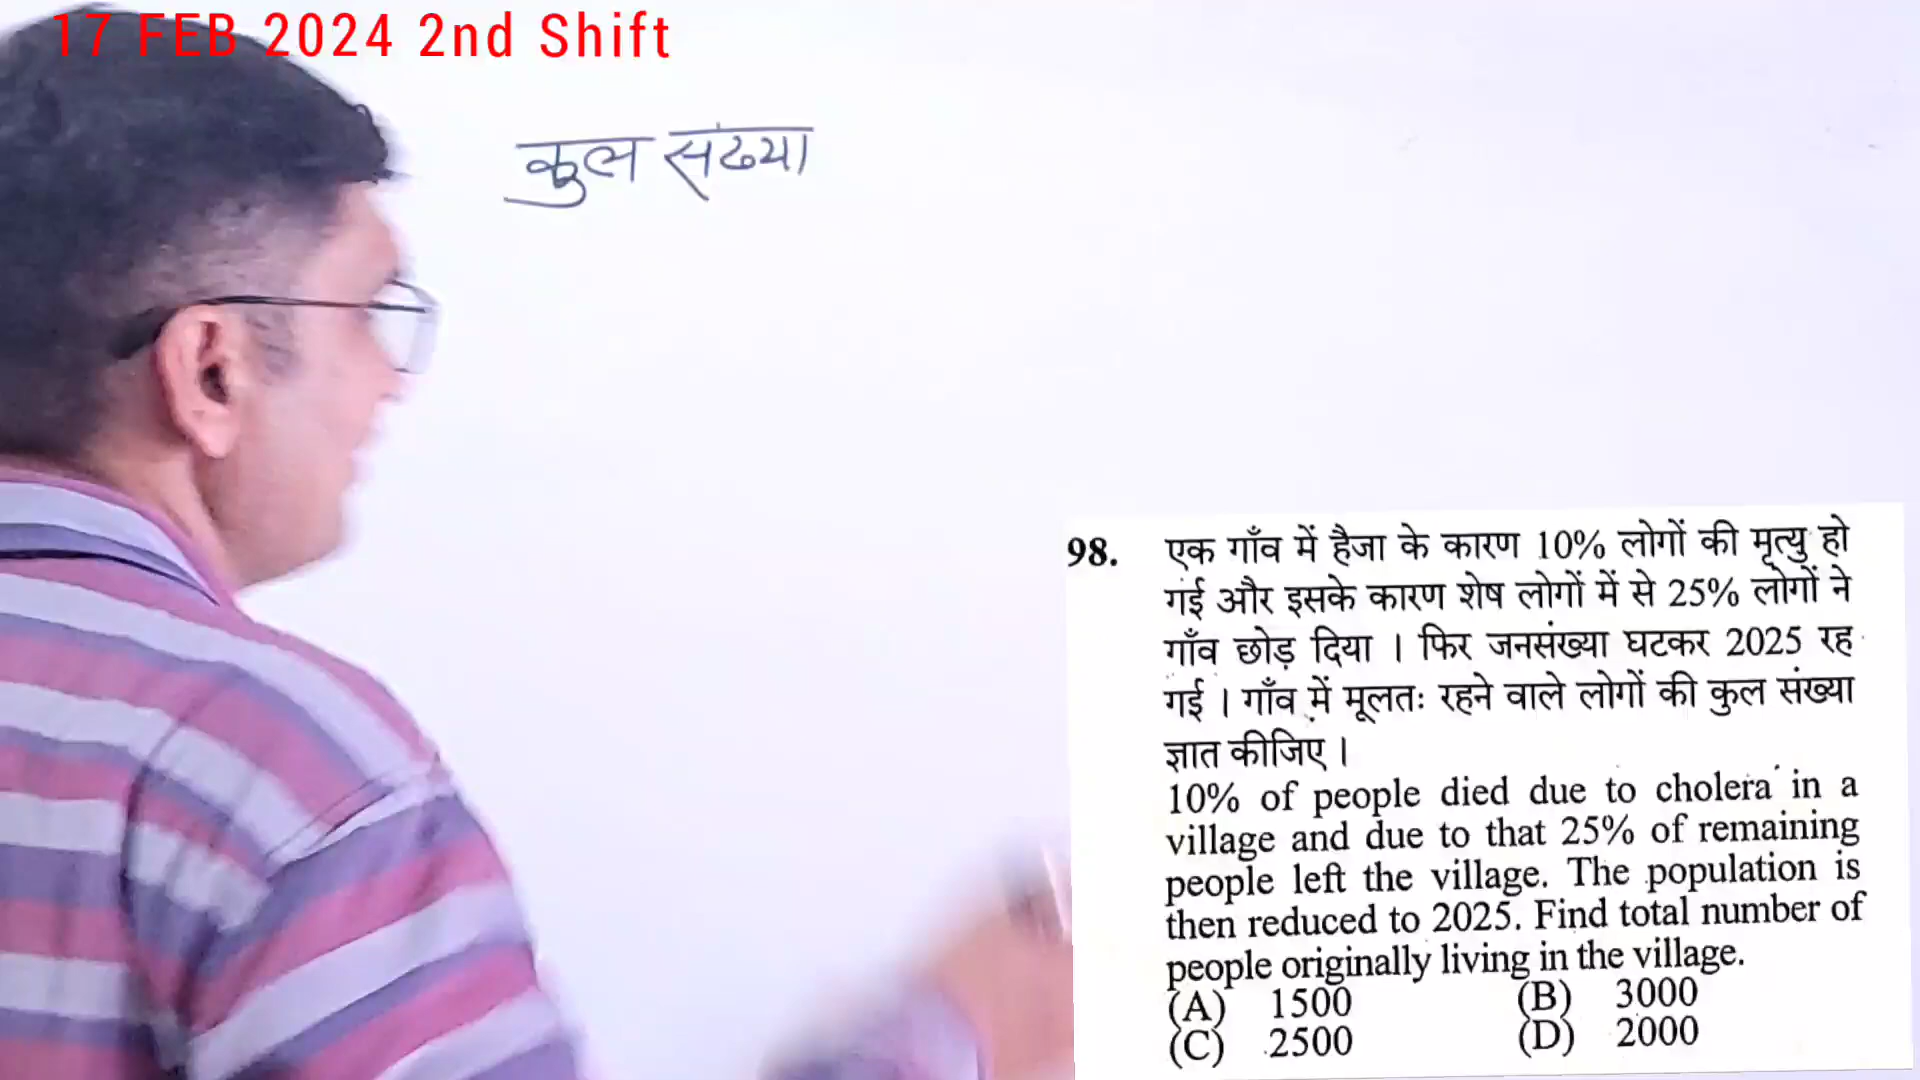 17 FEB 2024 2nd Shift
कुल संख्या
98. एक गाँव में हैजा के कारण 10% लोगों की मृत्यु हो
गई और इसके कारण शेष लोगों में से 25% लोगों ने
गाँव छोड़ दिया । फिर जनसंख्या घटकर 2025 रह
गई । गाँव में मूलतः रहने वाले लोगों की कुल संख्या
ज्ञात कीजिए ।
10% of people died due to cholera in a
village and due to that 25% of remaining
people left the village. The population is
then reduced to 2025. Find total number of
people originally living in the village.
(A) 1500 (B) 3000
(C) 2500 (D) 2000